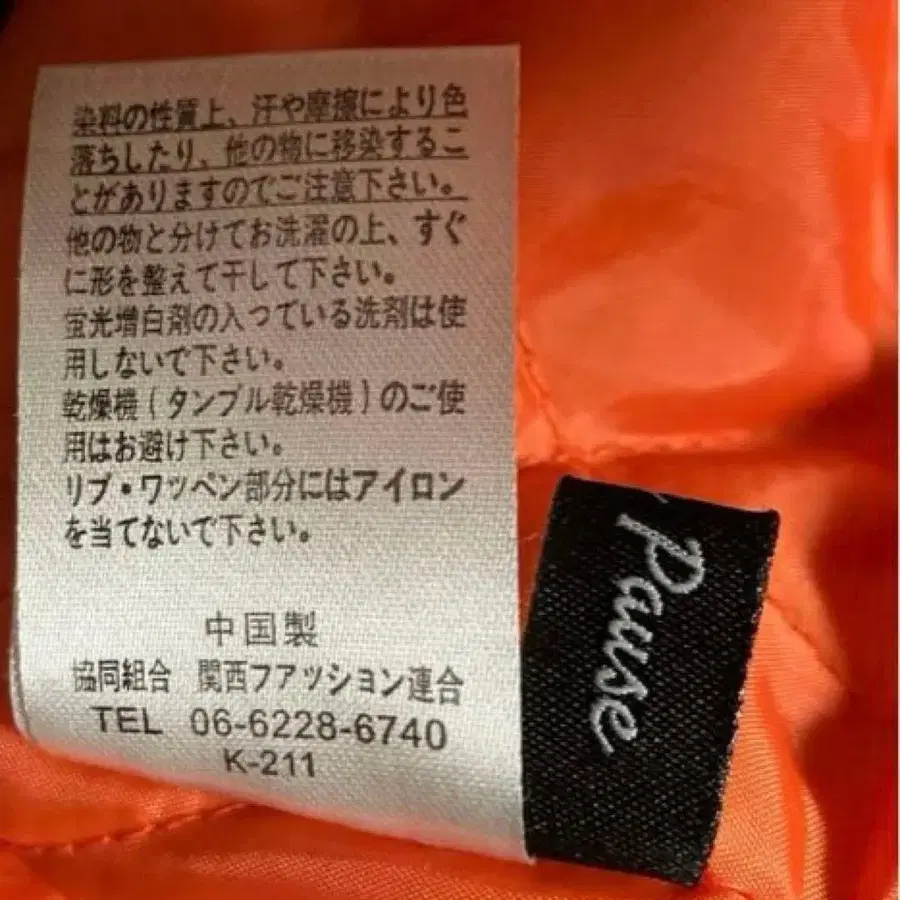 染料の性質上、汗や摩擦により色
落ちしたり、他の物に移染するこ
とがありますのでご注意下さい。
他の物と分けてお洗濯の上、すぐ
に形を整えて干して下さい。
蛍光増白剤の入っている洗剤は使
用しないで下さい。
乾燥機(タンブル乾燥機)のご使
用はお避け下さい。
リブ・ワッペン部分にはアイロン
を当てないで下さい。
中国製
協同組合 関西フアッション連合
TEL 06-6228-6740
K-211
Pause